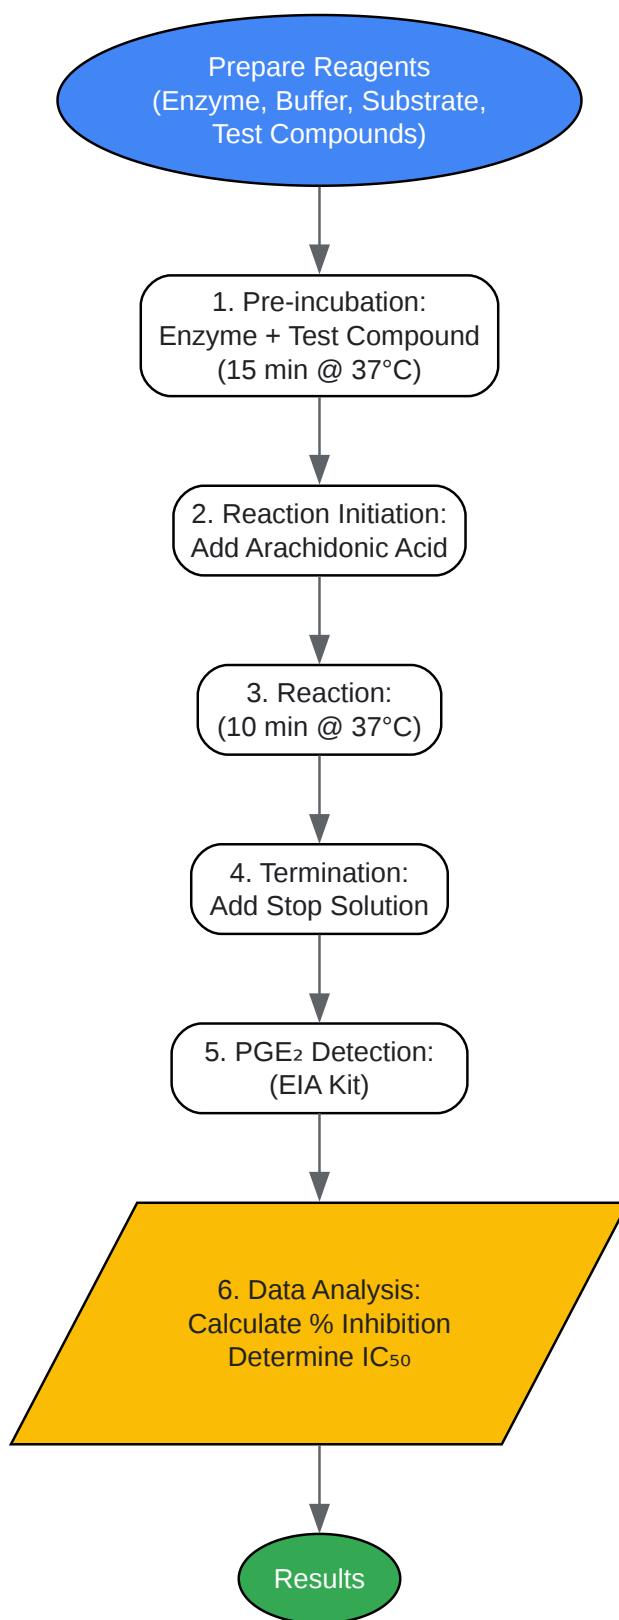 Prepare Reagents
(Enzyme, Buffer, Substrate,
Test Compounds)
1. Pre-incubation:
Enzyme + Test Compound
(15 min @ 37°C)
2. Reaction Initiation:
Add Arachidonic Acid
3. Reaction:
(10 min @ 37°C)
4. Termination:
Add Stop Solution
5. PGE₂ Detection:
(EIA Kit)
6. Data Analysis:
Calculate % Inhibition
Determine IC₅₀
Results